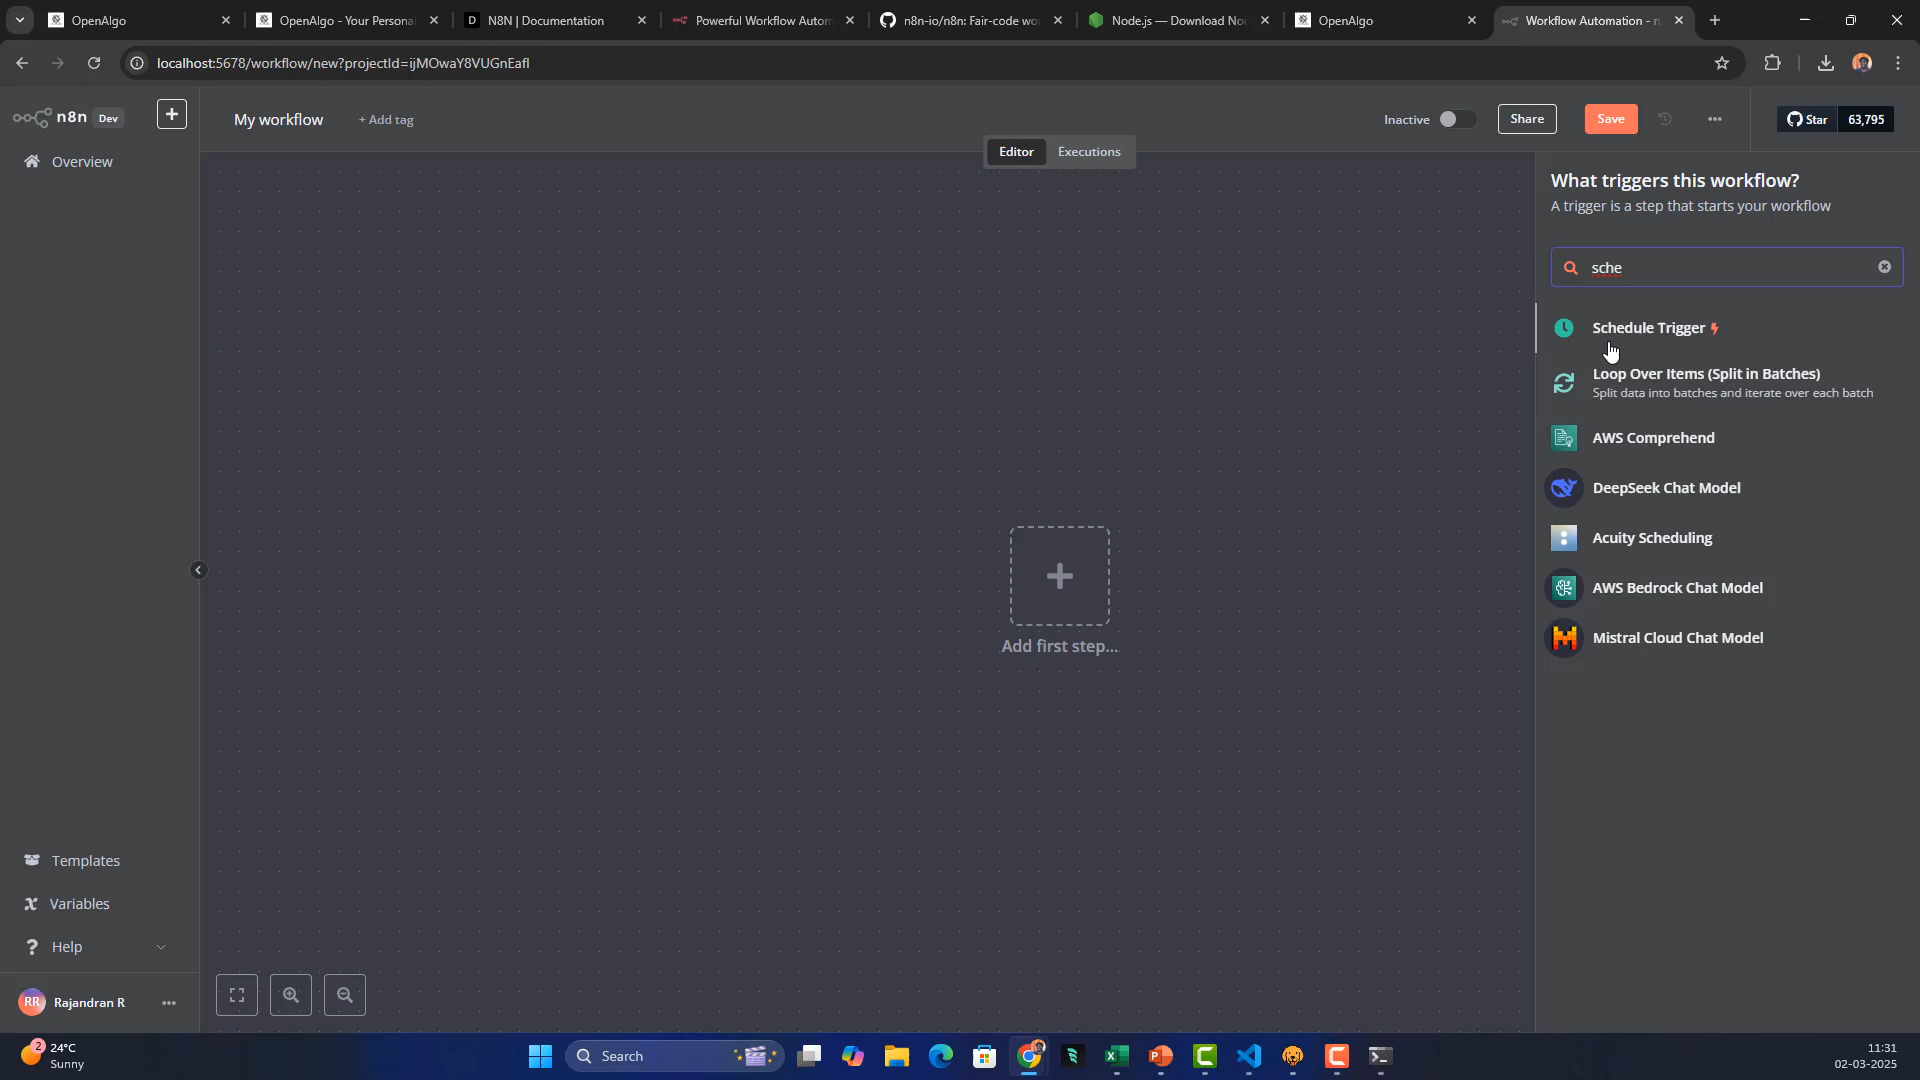 OpenAlgo
OpenAlgo - Your Personal
N8N | Documentation
Powerful Workflow Autom
n8n-io/n8n: Fair-code wo
Node.js — Download No
OpenAlgo
Workflow Automation - n
localhost:5678/workflow/new?projectId=ijMOwaY8VUGnEafl
n8n Dev
My workflow
+ Add tag
Inactive
Share
Save
Star 63,795
Editor
Executions
Overview
What triggers this workflow?
A trigger is a step that starts your workflow
sche
Schedule Trigger
Loop Over Items (Split in Batches)
Split data into batches and iterate over each batch
AWS Comprehend
DeepSeek Chat Model
Acuity Scheduling
AWS Bedrock Chat Model
Mistral Cloud Chat Model
Add first step...
Templates
Variables
Help
RR Rajandran R
2
24°C
Sunny
Search
11:31
02-03-2025